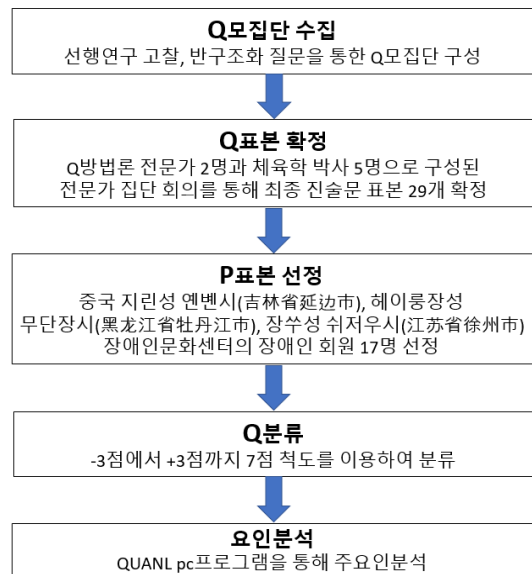 Q모집단 수집
선행연구 고찰, 반구조화 질문을 통한 Q모집단 구성
Q표본 확정
Q방법론 전문가 2명과 체육학 박사 5명으로 구성된
전문가 집단 회의를 통해 최종 진술문 표본 29개 확정
P표본 선정
중국 지린성 옌볜시(吉林省延边市), 헤이룽장성
무단장시(黑龙江省牡丹江市), 장쑤성 쉬저우시(江苏省徐州市)
장애인문화센터의 장애인 회원 17명 선정
Q분류
-3점에서 +3점까지 7점 척도를 이용하여 분류
요인분석
QUANL pc프로그램을 통해 주요인분석